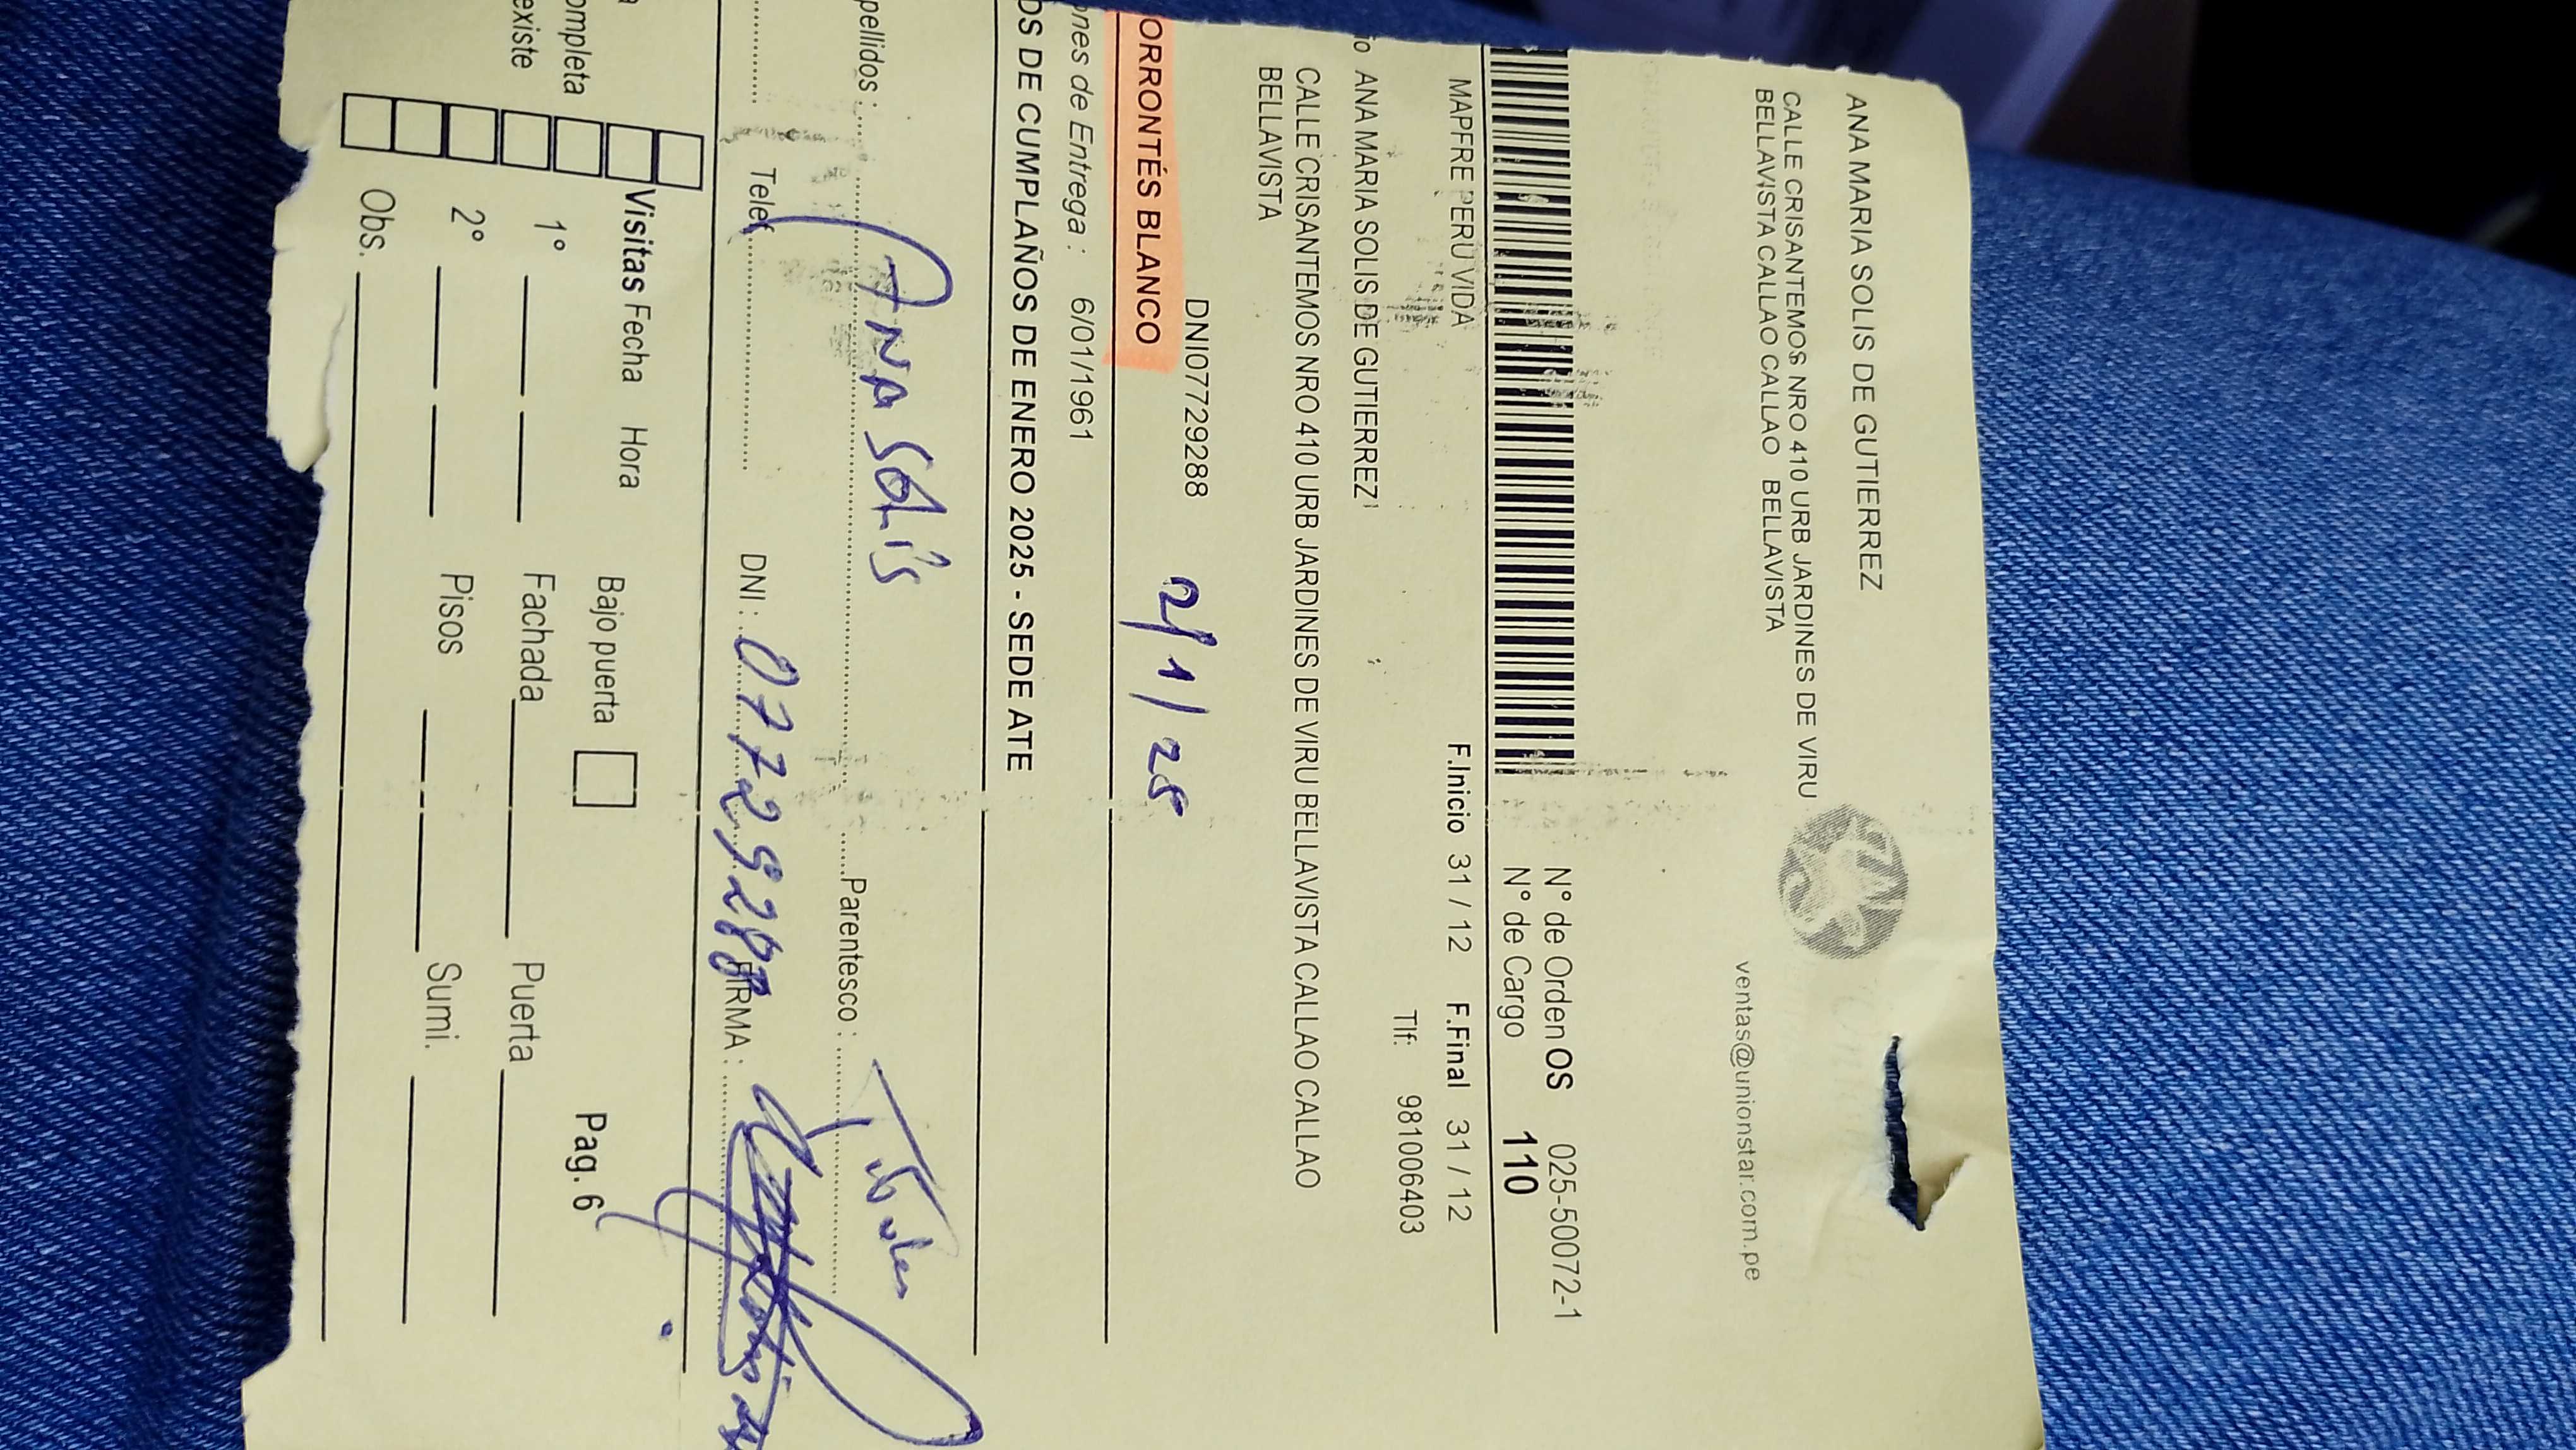 ANA MARIA SOLIS DE GUTIERREZ
CALLE CRISANTEMOS NRO 410 URB JARDINES DE VIRU
BELLAVISTA CALLAO CALLAO BELLAVISTA
ventas@unionstar.com.pe
N° de Orden OS 025-50072-1
N° de Cargo 110
MAPFRE PERU VIDA F.Inicio 31 / 12 F.Final 31 / 12
Tlf: 981006403
io ANA MARIA SOLIS DE GUTIERREZ
CALLE CRISANTEMOS NRO 410 URB JARDINES DE VIRU BELLAVISTA CALLAO CALLAO
BELLAVISTA
DNI07729288
ORRONTÉS BLANCO 2/1/25
ones de Entrega : 6/01/1961
OS DE CUMPLAÑOS DE ENERO 2025 - SEDE ATE
pellidos : ANA SOLIS Parentesco : Titular
Telef DNI : 07729288 FIRMA :
a Visitas Fecha Hora Bajo puerta Pag. 6
ompleta 1° Fachada Puerta
existe 2° Pisos Sumi.
Obs.